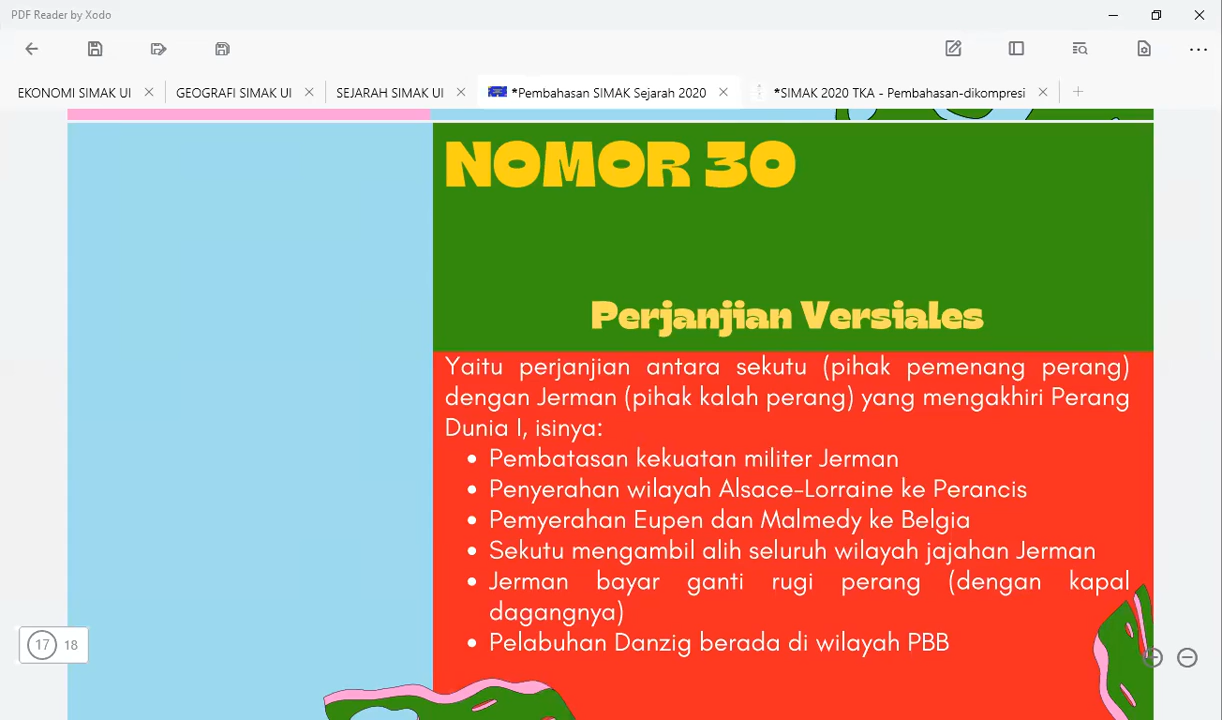 PDF Reader by Xodo
EKONOMI SIMAK UI
GEOGRAFI SIMAK UI
SEJARAH SIMAK UI
*Pembahasan SIMAK Sejarah 2020
*SIMAK 2020 TKA - Pembahasan-dikompresi
NOMOR 30
Perjanjian Versiales
Yaitu perjanjian antara sekutu (pihak pemenang perang)
dengan Jerman (pihak kalah perang) yang mengakhiri Perang
Dunia I, isinya:
• Pembatasan kekuatan militer Jerman
• Penyerahan wilayah Alsace-Lorraine ke Perancis
• Pemyerahan Eupen dan Malmedy ke Belgia
• Sekutu mengambil alih seluruh wilayah jajahan Jerman
• Jerman bayar ganti rugi perang (dengan kapal
dagangnya)
• Pelabuhan Danzig berada di wilayah PBB
17 18